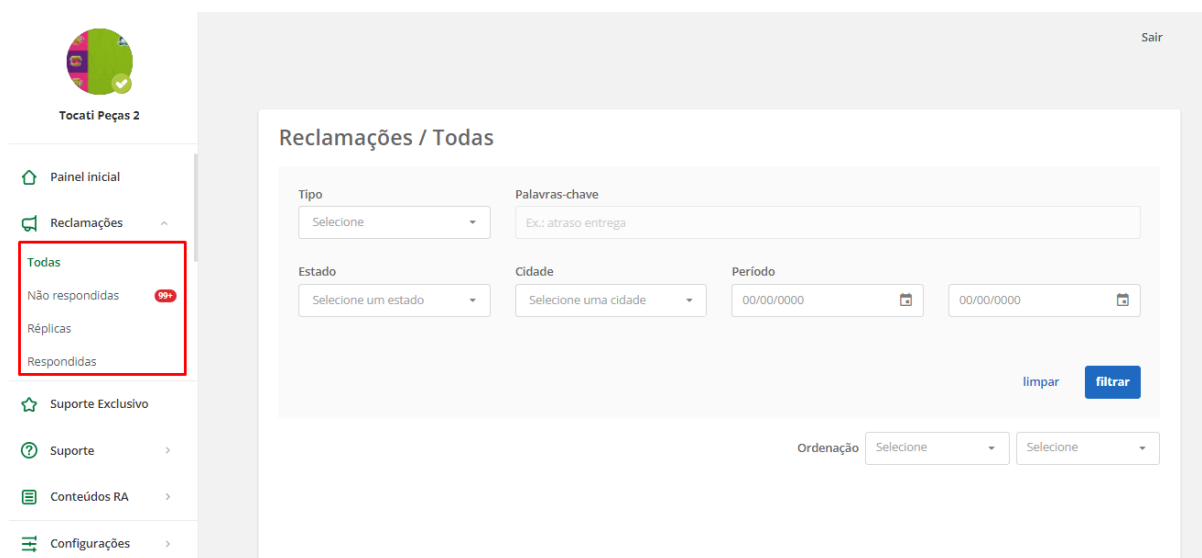 Sair
Tocati Peças 2
Painel inicial
Reclamações
Todas
Não respondidas 99+
Réplicas
Respondidas
Suporte Exclusivo
Suporte
Conteúdos RA
Configurações
Reclamações / Todas
Tipo Palavras-chave
Selecione Ex.: atraso entrega
Estado Cidade Período
Selecione um estado Selecione uma cidade 00/00/0000 00/00/0000
limpar filtrar
Ordenação Selecione Selecione